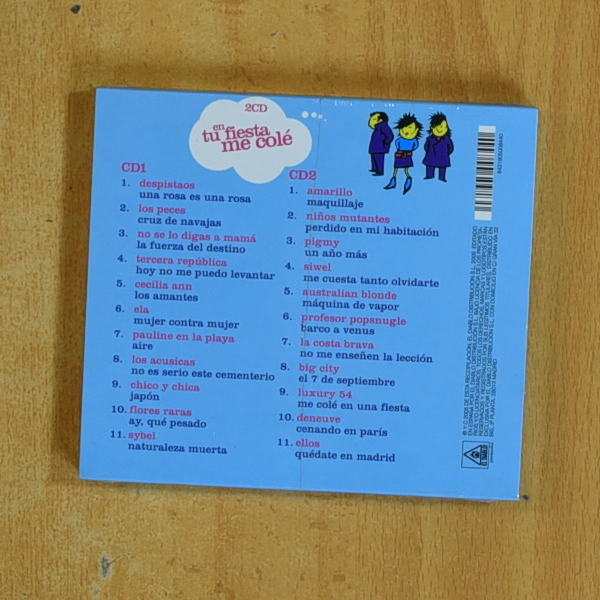 2CD
en
tu fiesta
me colé
CD1
1. despistaos
una rosa es una rosa
2. los peces
cruz de navajas
3. no se lo digas a mamá
la fuerza del destino
4. tercera república
hoy no me puedo levantar
5. cecilia ann
los amantes
6. ela
mujer contra mujer
7. pauline en la playa
aire
8. los acusicas
no es serio este cementerio
9. chico y chica
japón
10. flores raras
ay, qué pesado
11. sybel
naturaleza muerta
CD2
1. amarillo
maquillaje
2. niños mutantes
perdido en mi habitación
3. pigmy
un año más
4. siwel
me cuesta tanto olvidarte
5. australian blonde
máquina de vapor
6. profesor popsnugle
barco a venus
7. la costa brava
no me enseñen la lección
8. big city
el 7 de septiembre
9. luxury 54
me colé en una fiesta
10. deneuve
cenando en parís
11. ellos
quédate en madrid